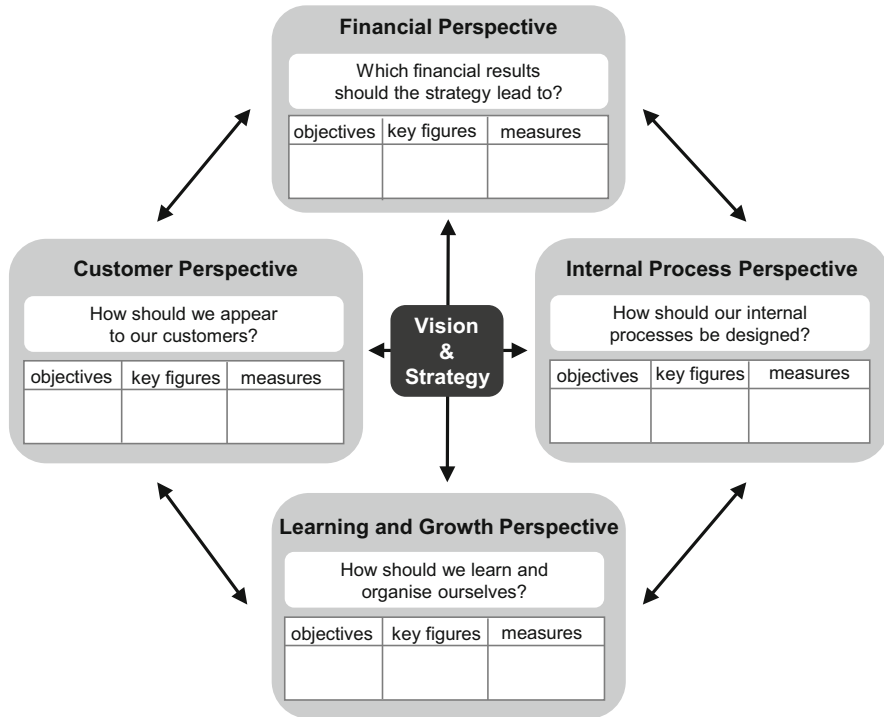 Financial Perspective
Which financial results
should the strategy lead to?
objectives key figures measures
Customer Perspective
How should we appear
to our customers?
objectives key figures measures
Vision
&
Strategy
Internal Process Perspective
How should our internal
processes be designed?
objectives key figures measures
Learning and Growth Perspective
How should we learn and
organise ourselves?
objectives key figures measures